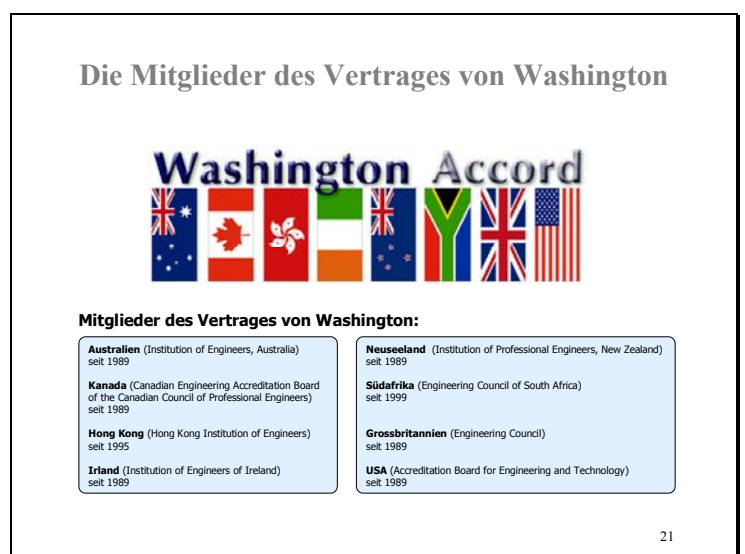 Die Mitglieder des Vertrages von Washington
Washington Accord
Mitglieder des Vertrages von Washington:
Australien (Institution of Engineers, Australia)
seit 1989
Kanada (Canadian Engineering Accreditation Board
of the Canadian Council of Professional Engineers)
seit 1989
Hong Kong (Hong Kong Institution of Engineers)
seit 1995
Irland (Institution of Engineers of Ireland)
seit 1989
Neuseeland (Institution of Professional Engineers, New Zealand)
seit 1989
Südafrika (Engineering Council of South Africa)
seit 1999
Grossbritannien (Engineering Council)
seit 1989
USA (Accreditation Board for Engineering and Technology)
seit 1989
21